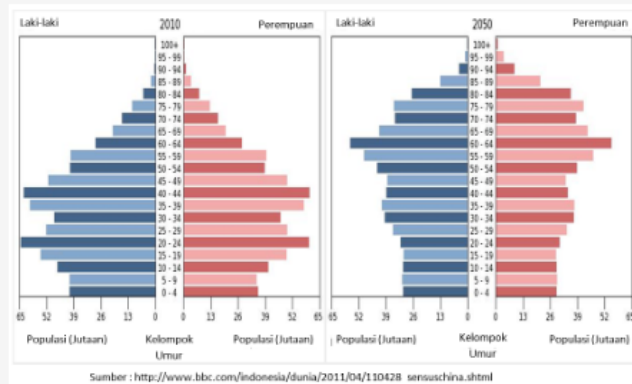 Laki-laki 2010 Perempuan
100+
95 - 99
90 - 94
85 - 89
80 - 84
75 - 79
70 - 74
65 - 69
60 - 64
55 - 59
50 - 54
45 - 49
40 - 44
35 - 39
30 - 34
20 - 24
15 - 19
10 - 14
5 - 9
0 - 4
65 52 39 26 13 0 0 13 26 39 52 65
Populasi (Jutaan) Kelompok Populasi (Jutaan)
Umur
Laki-laki 2050 Perempuan
100+
95 - 99
90 - 94
85 - 89
80 - 84
75 - 79
70 - 74
65 - 69
60 - 64
55 - 59
50 - 54
45 - 49
40 - 44
35 - 39
30 - 34
25 - 29
20 - 24
15 - 19
10 - 14
5 - 9
0 - 4
65 52 39 26 13 0 0 13 26 39 52 65
Populasi (Jutaan) Kelompok Populasi (Jutaan)
Umur
Sumber : http://www.bbc.com/indonesia/dunia/2011/04/110428_sensuschina.shtml